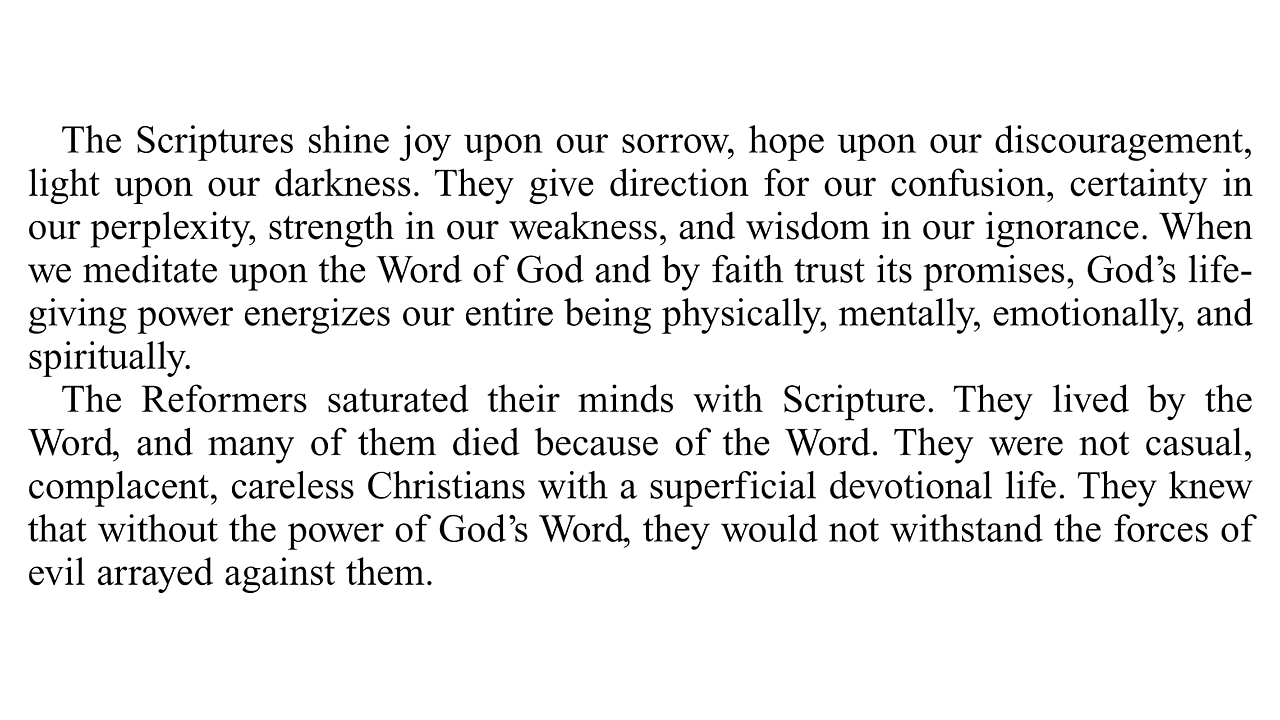 The Scriptures shine joy upon our sorrow, hope upon our discouragement,
light upon our darkness. They give direction for our confusion, certainty in
our perplexity, strength in our weakness, and wisdom in our ignorance. When
we meditate upon the Word of God and by faith trust its promises, God’s life-
giving power energizes our entire being physically, mentally, emotionally, and
spiritually.
The Reformers saturated their minds with Scripture. They lived by the
Word, and many of them died because of the Word. They were not casual,
complacent, careless Christians with a superficial devotional life. They knew
that without the power of God’s Word, they would not withstand the forces of
evil arrayed against them.